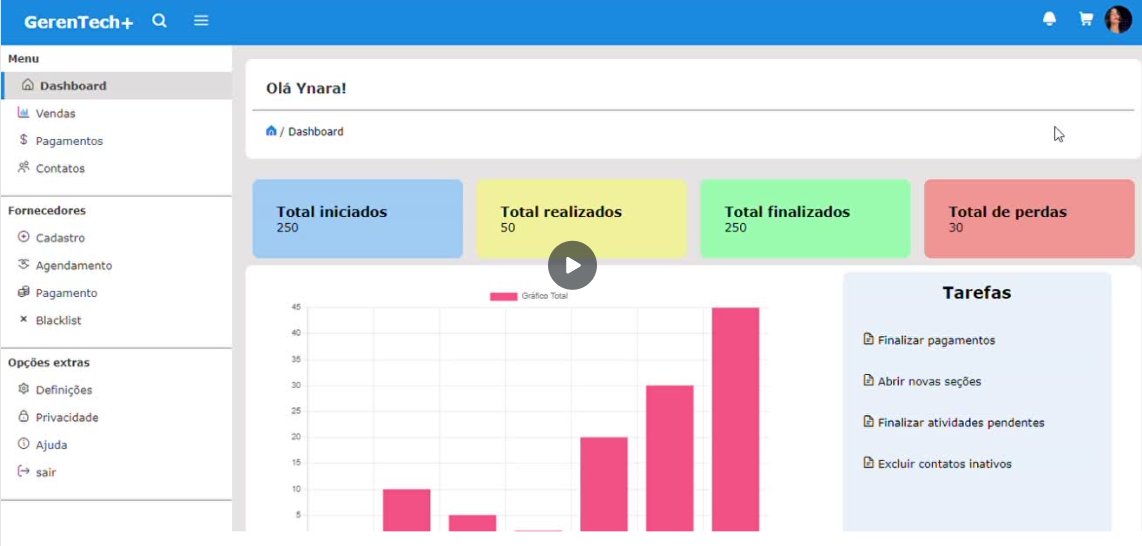 GerenTech+
Menu
Dashboard
Vendas
Pagamentos
Contatos
Fornecedores
Cadastro
Agendamento
Pagamento
Blacklist
Opções extras
Definições
Privacidade
Ajuda
sair
Olá Ynara!
/ Dashboard
Total iniciados
250
Total realizados
50
Total finalizados
250
Total de perdas
30
Gráfico Total
45
40
35
30
25
20
15
10
5
Tarefas
Finalizar pagamentos
Abrir novas seções
Finalizar atividades pendentes
Excluir contatos inativos